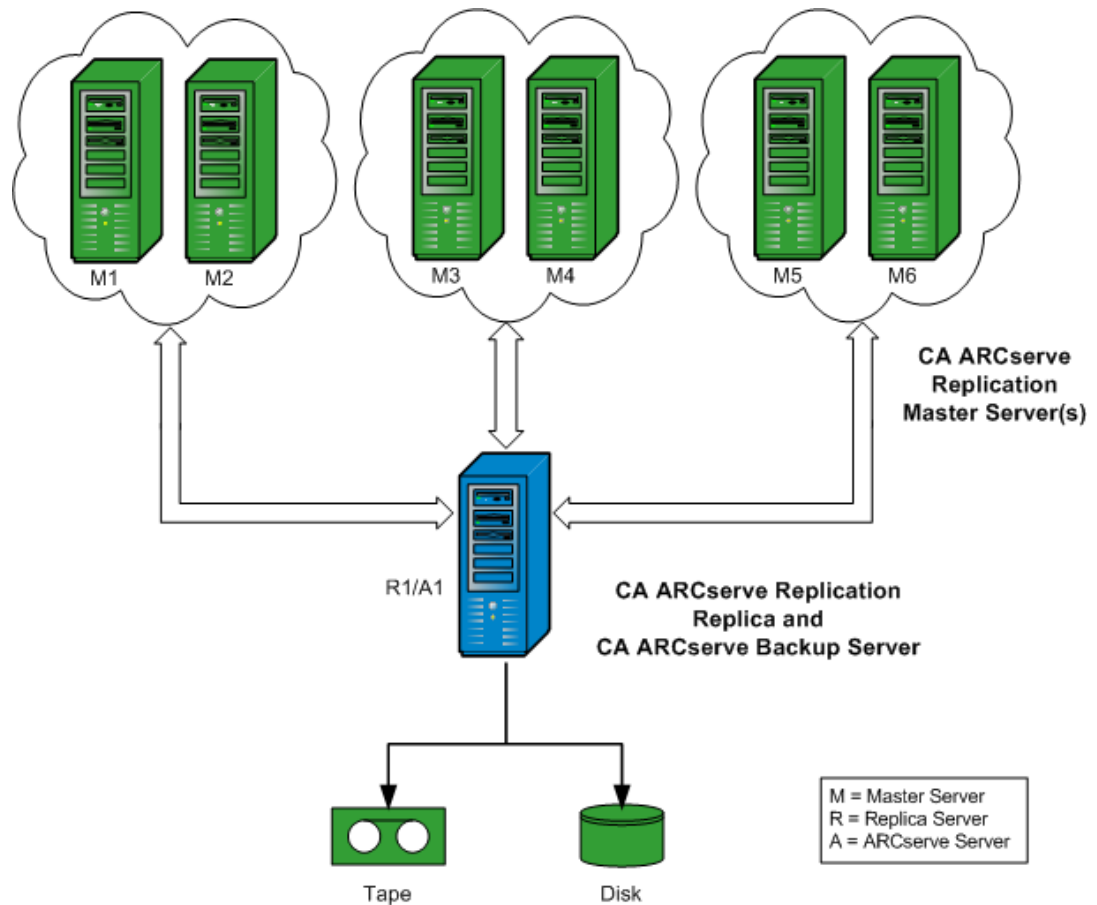 M1
M2
M3
M4
M5
M6
CA ARCserve
Replication
Master Server(s)
R1/A1
CA ARCserve Replication
Replica and
CA ARCserve Backup Server
M = Master Server
R = Replica Server
A = ARCserve Server
Tape
Disk